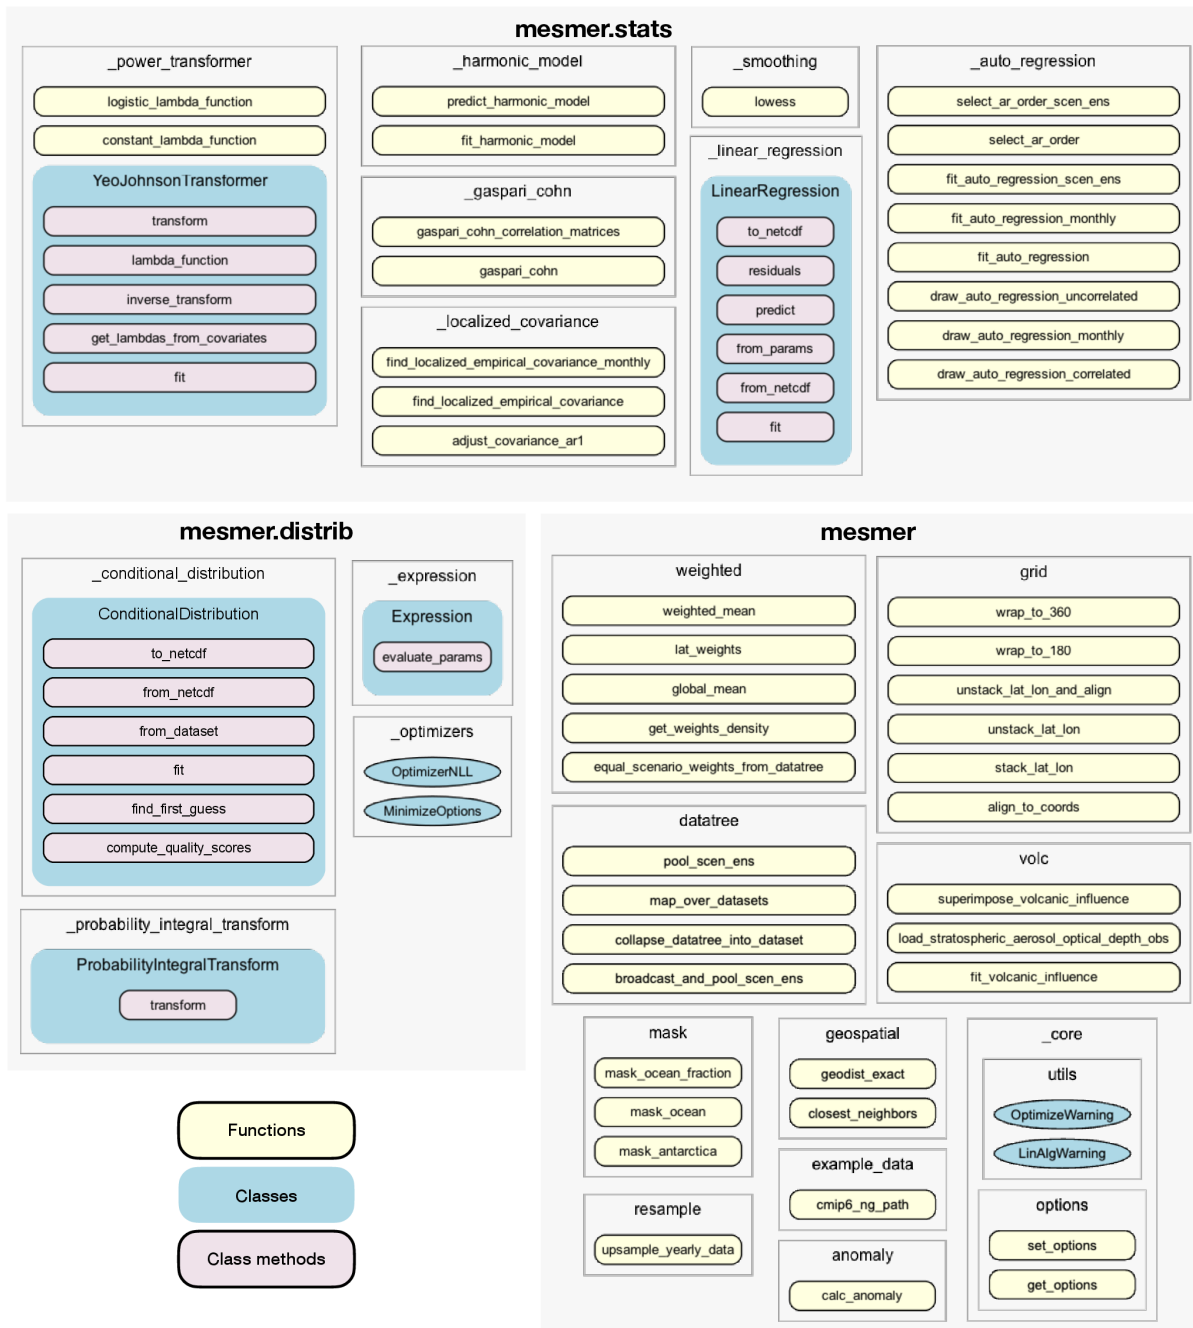 mesmer.stats
_power_transformer
logistic_lambda_function
constant_lambda_function
YeoJohnsonTransformer
transform
lambda_function
inverse_transform
get_lambdas_from_covariates
fit
_harmonic_model
predict_harmonic_model
fit_harmonic_model
_gaspari_cohn
gaspari_cohn_correlation_matrices
gaspari_cohn
_localized_covariance
find_localized_empirical_covariance_monthly
find_localized_empirical_covariance
adjust_covariance_ar1
_smoothing
lowess
_linear_regression
LinearRegression
to_netcdf
residuals
predict
from_params
from_netcdf
fit
_auto_regression
select_ar_order_scen_ens
select_ar_order
fit_auto_regression_scen_ens
fit_auto_regression_monthly
fit_auto_regression
draw_auto_regression_uncorrelated
draw_auto_regression_monthly
draw_auto_regression_correlated
mesmer.distrib
_conditional_distribution
ConditionalDistribution
to_netcdf
from_netcdf
from_dataset
fit
find_first_guess
compute_quality_scores
_probability_integral_transform
ProbabilityIntegralTransform
transform
_expression
Expression
evaluate_params
_optimizers
OptimizerNLL
MinimizeOptions
mesmer
weighted
weighted_mean
lat_weights
global_mean
get_weights_density
equal_scenario_weights_from_datatree
datatree
pool_scen_ens
map_over_datasets
collapse_datatree_into_dataset
broadcast_and_pool_scen_ens
grid
wrap_to_360
wrap_to_180
unstack_lat_lon_and_align
unstack_lat_lon
stack_lat_lon
align_to_coords
volc
superimpose_volcanic_influence
load_stratospheric_aerosol_optical_depth_obs
fit_volcanic_influence
mask
mask_ocean_fraction
mask_ocean
mask_antarctica
resample
upsample_yearly_data
geospatial
geodist_exact
closest_neighbors
example_data
cmip6_ng_path
anomaly
calc_anomaly
_core
utils
OptimizeWarning
LinAlgWarning
options
set_options
get_options
Functions
Classes
Class methods